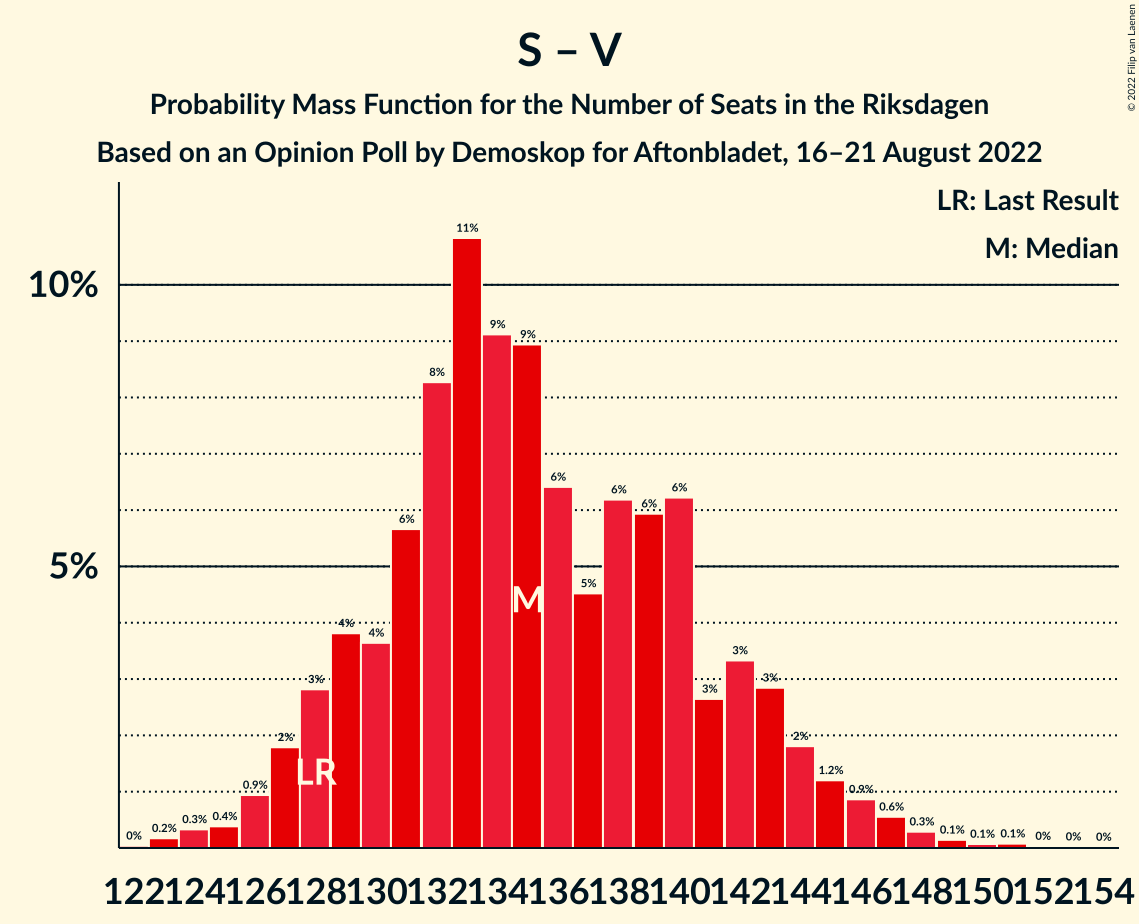 S – V
Probability Mass Function for the Number of Seats in the Riksdagen
Based on an Opinion Poll by Demoskop for Aftonbladet, 16–21 August 2022
© 2022 Filip van Laenen
LR: Last Result
M: Median
10%
5%
0% 0.2% 0.3% 0.4% 0.9% 2% 3% 4% 4% 6% 8% 11% 9% 9% 6% 5% 6% 6% 6% 3% 3% 3% 2% 1.2% 0.9% 0.6% 0.3% 0.1% 0.1% 0.1% 0% 0% 0%
LR
M
122 124 126 128 130 132 134 136 138 140 142 144 146 148 150 152 154